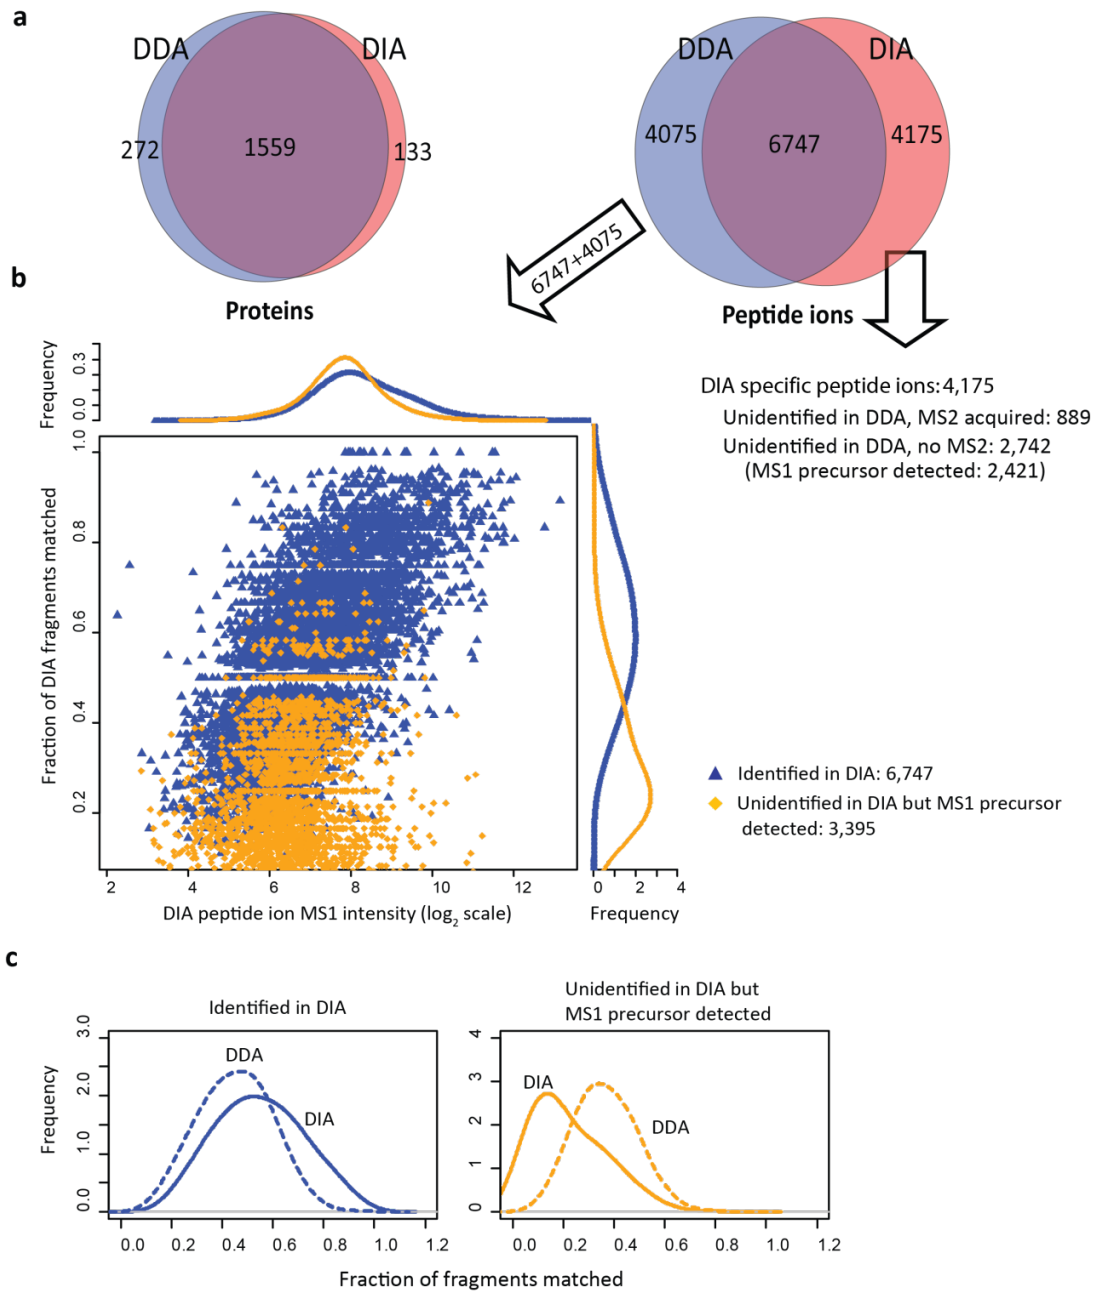 a
DDA
DIA
272
1559
133
Proteins
DDA
DIA
4075
6747
4175
Peptide ions
6747+4075
DIA specific peptide ions: 4,175
Unidentified in DDA, MS2 acquired: 889
Unidentified in DDA, no MS2: 2,742
(MS1 precursor detected: 2,421)
b
Frequency
0.3
0.0
Fraction of DIA fragments matched
1.0
0.8
0.6
0.4
0.2
2 4 6 8 10 12
DIA peptide ion MS1 intensity (log2 scale)
0 2 4
Frequency
Identified in DIA: 6,747
Unidentified in DIA but MS1 precursor
detected: 3,395
c
Identified in DIA
Frequency
3.0
2.0
1.0
0.0
DDA
DIA
0.0 0.2 0.4 0.6 0.8 1.0 1.2
Unidentified in DIA but
MS1 precursor detected
4
3
2
1
0
DIA
DDA
0.0 0.2 0.4 0.6 0.8 1.0 1.2
Fraction of fragments matched